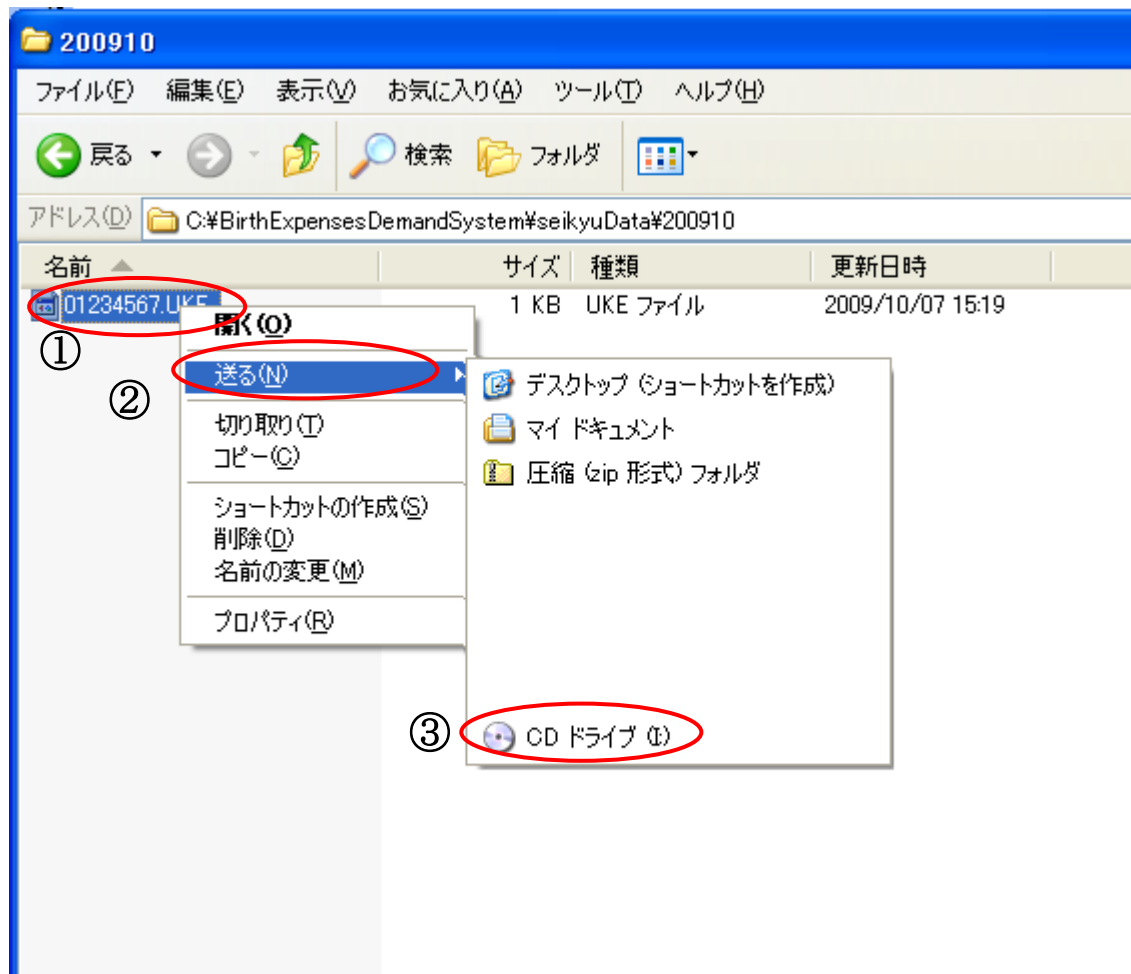 200910
ファイル(F) 編集(E) 表示(V) お気に入り(A) ツール(T) ヘルプ(H)
戻る 検索 フォルダ
アドレス(D) C:¥BirthExpensesDemandSystem¥seikyuData¥200910
名前 サイズ 種類 更新日時
01234567.UKE 1 KB UKE ファイル 2009/10/07 15:19
①
開く(O)
②
送る(N)
切り取り(T)
コピー(C)
ショートカットの作成(S)
削除(D)
名前の変更(M)
プロパティ(R)
デスクトップ (ショートカットを作成)
マイ ドキュメント
圧縮 (zip 形式) フォルダ
③
CD ドライブ (I:)